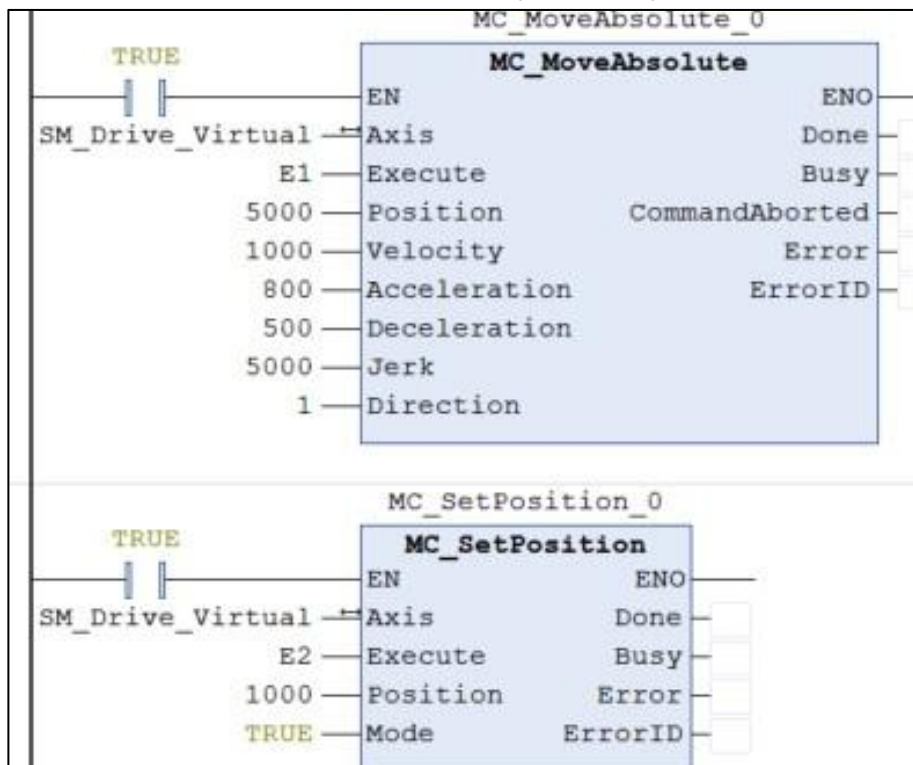 MC_MoveAbsolute_0
TRUE
MC_MoveAbsolute
EN ENO
SM_Drive_Virtual Axis Done
E1 Execute Busy
5000 Position CommandAborted
1000 Velocity Error
800 Acceleration ErrorID
500 Deceleration
5000 Jerk
1 Direction
MC_SetPosition_0
TRUE
MC_SetPosition
EN ENO
SM_Drive_Virtual Axis Done
E2 Execute Busy
1000 Position Error
TRUE Mode ErrorID